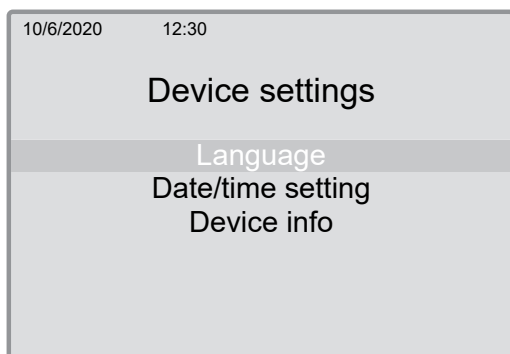 10/6/2020 12:30
Device settings
Language
Date/time setting
Device info